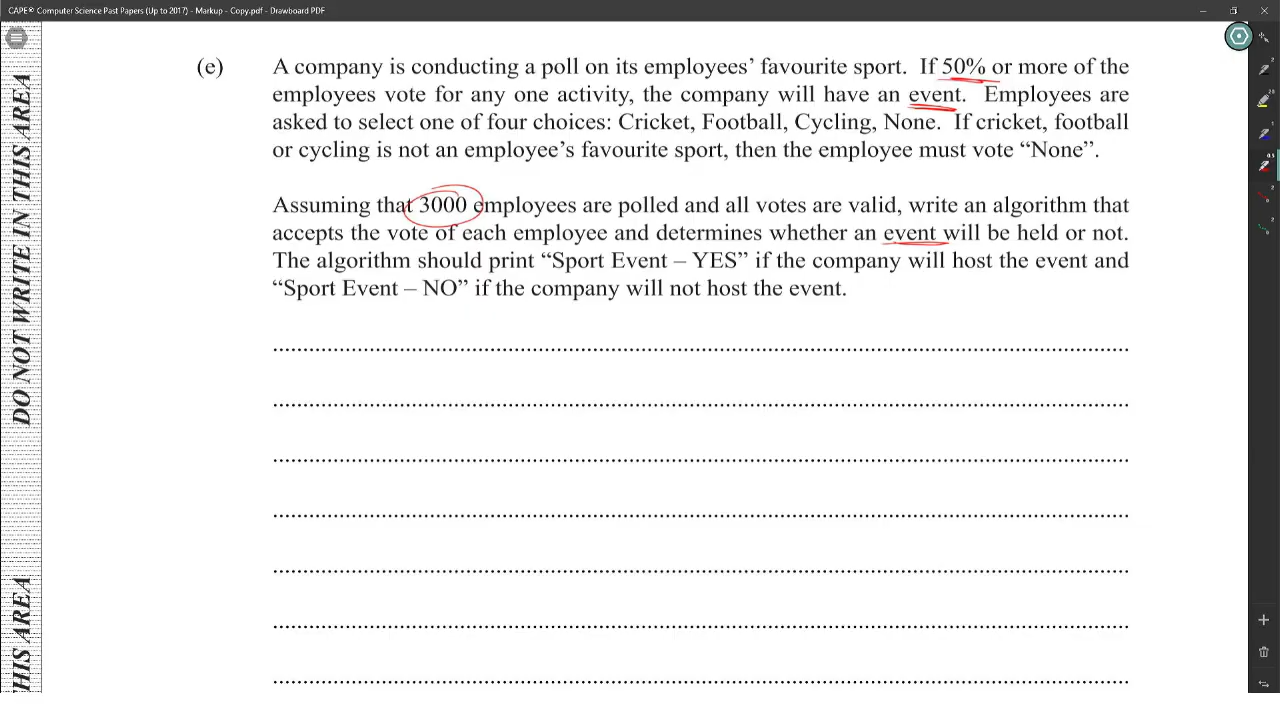 CAPE® Computer Science Past Papers (Up to 2017) - Markup - Copy.pdf - Drawboard PDF
(e) A company is conducting a poll on its employees' favourite sport. If 50% or more of the
employees vote for any one activity, the company will have an event. Employees are
asked to select one of four choices: Cricket, Football, Cycling, None. If cricket, football
or cycling is not an employee's favourite sport, then the employee must vote “None”.
Assuming that 3000 employees are polled and all votes are valid, write an algorithm that
accepts the vote of each employee and determines whether an event will be held or not.
The algorithm should print “Sport Event – YES” if the company will host the event and
“Sport Event – NO” if the company will not host the event.
DO NOT WRITE IN THIS AREA
HIS AREA